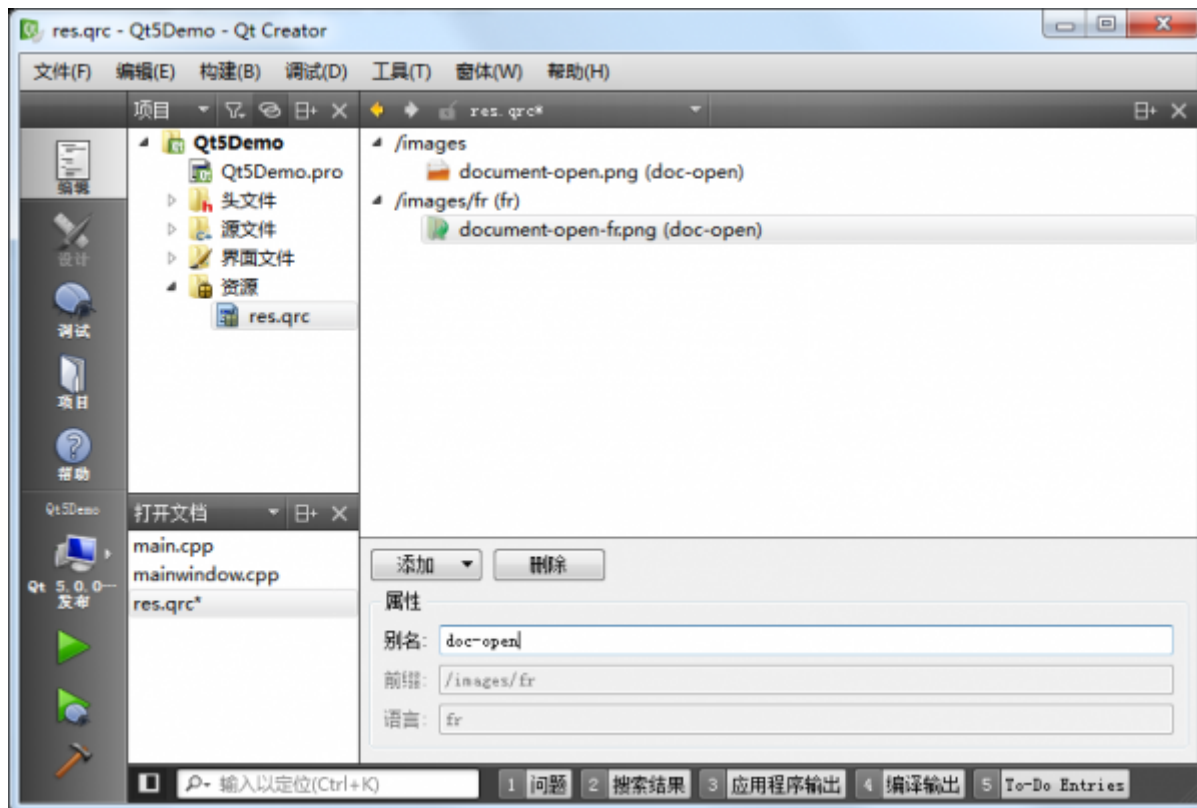 res.qrc - Qt5Demo - Qt Creator
文件(F) 编辑(E) 构建(B) 调试(D) 工具(T) 窗体(W) 帮助(H)
项目
res.qrc*
编辑
设计
调试
项目
帮助
Qt5Demo
Qt 5.0.0-
发布
Qt5Demo
Qt5Demo.pro
头文件
源文件
界面文件
资源
res.qrc
打开文档
main.cpp
mainwindow.cpp
res.qrc*
/images
document-open.png (doc-open)
/images/fr (fr)
document-open-fr.png (doc-open)
添加 删除
属性
别名: doc-open
前缀: /images/fr
语言: fr
输入以定位(Ctrl+K)
1 问题 2 搜索结果 3 应用程序输出 4 编译输出 5 To-Do Entries